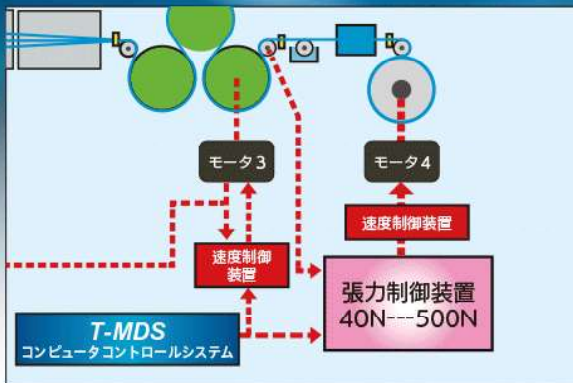 モータ3
モータ4
速度制御装置
速度制御
装置
張力制御装置
40N---500N
T-MDS
コンピュータコントロールシステム